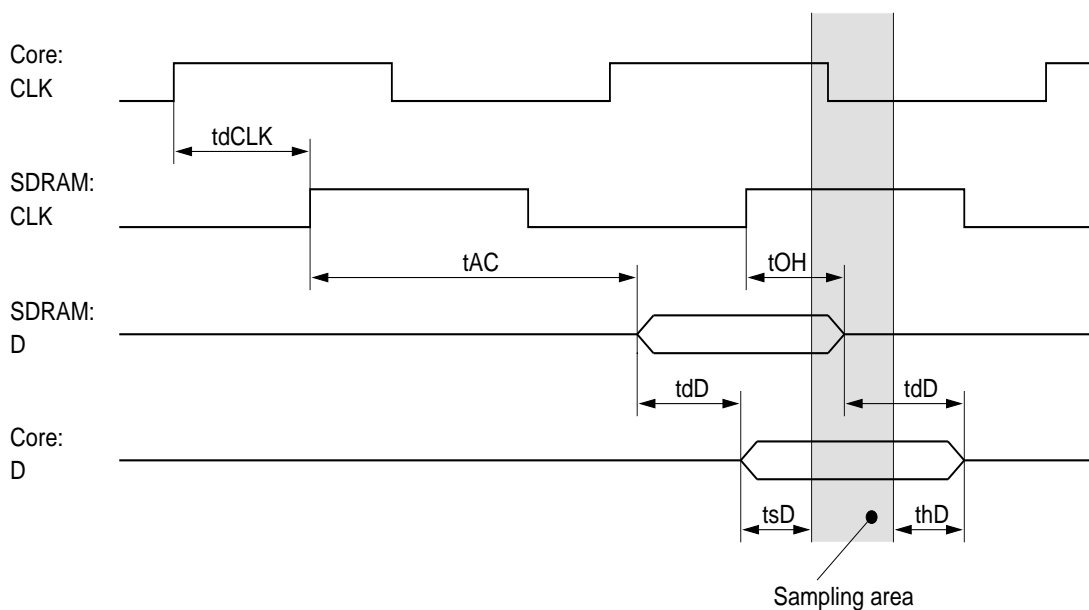 Core:
CLK
tdCLK
SDRAM:
CLK
tAC
tOH
SDRAM:
D
tdD
tdD
Core:
D
tsD
thD
Sampling area